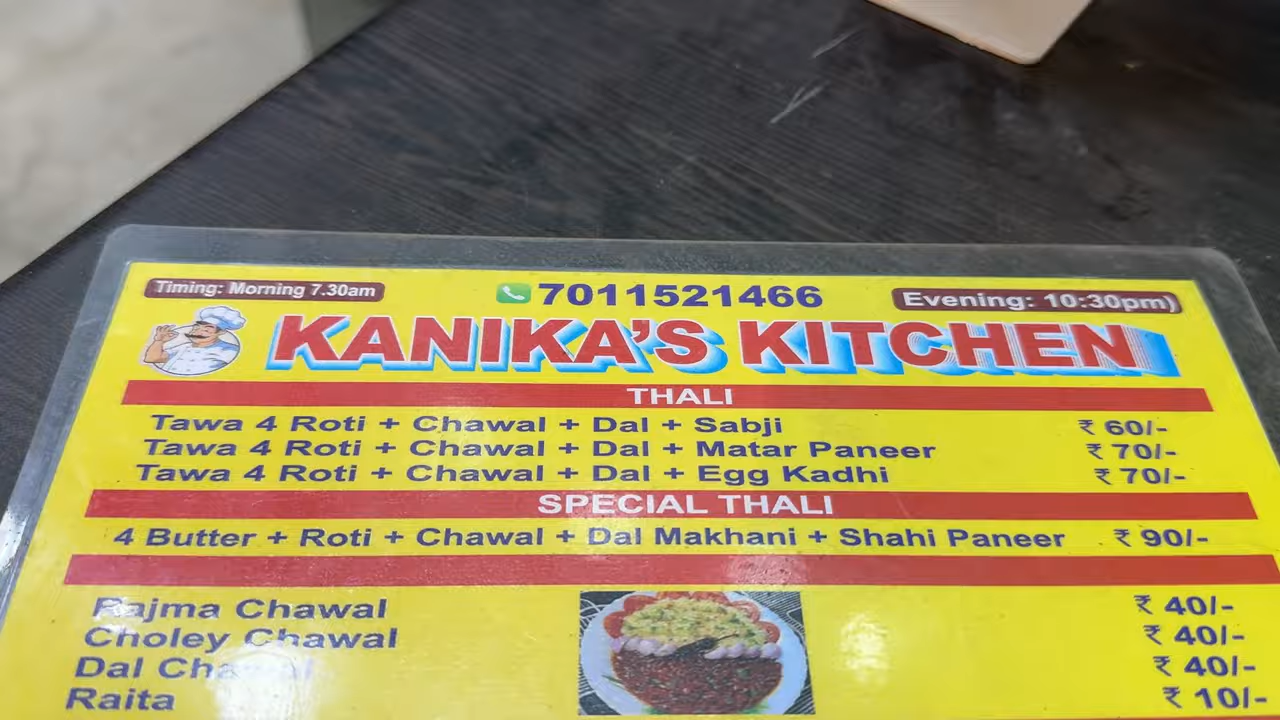 Timing: Morning 7.30am
7011521466
Evening: 10:30pm)
KANIKA'S KITCHEN
THALI
Tawa 4 Roti + Chawal + Dal + Sabji ₹ 60/-
Tawa 4 Roti + Chawal + Dal + Matar Paneer ₹ 70/-
Tawa 4 Roti + Chawal + Dal + Egg Kadhi ₹ 70/-
SPECIAL THALI
4 Butter + Roti + Chawal + Dal Makhani + Shahi Paneer ₹ 90/-
Rajma Chawal ₹ 40/-
Choley Chawal ₹ 40/-
Dal Chawal ₹ 40/-
Raita ₹ 10/-